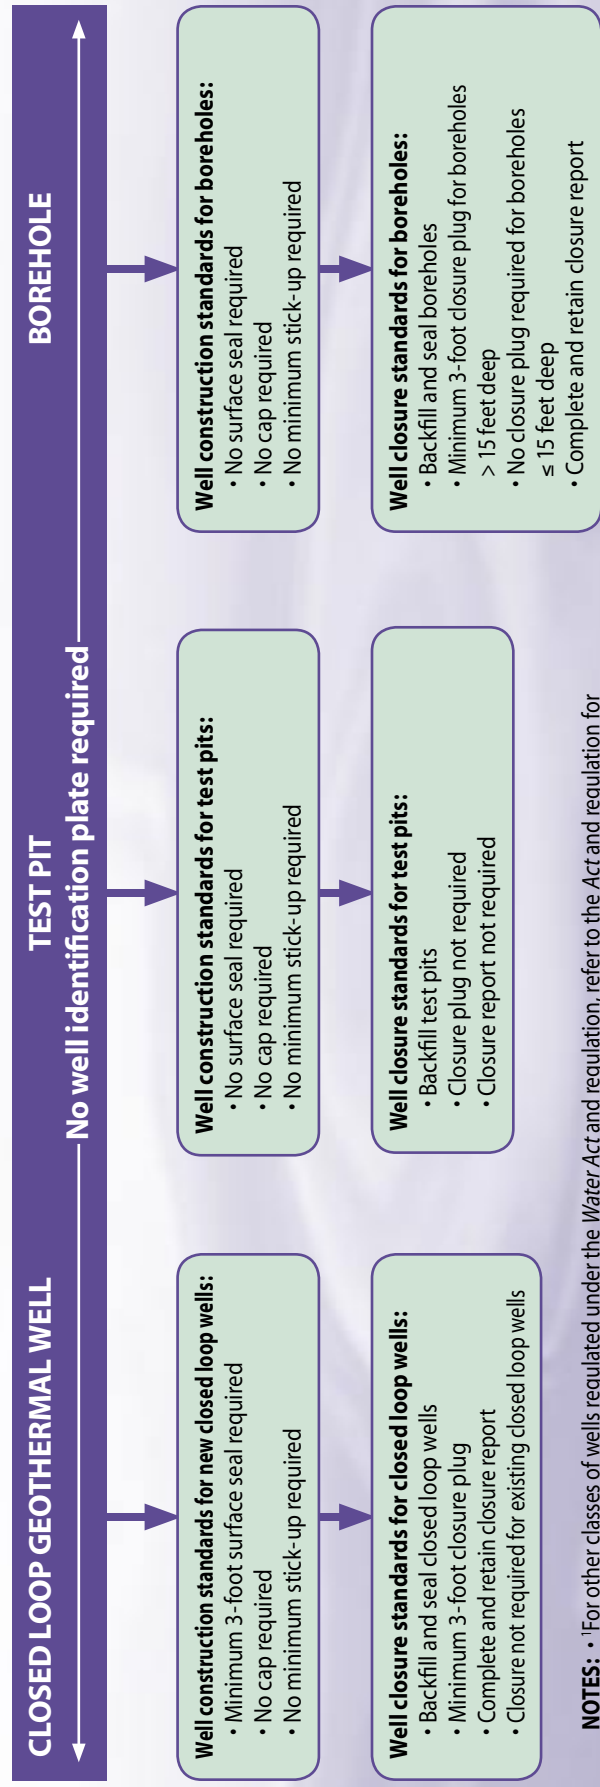 CLOSED LOOP GEOTHERMAL WELL
TEST PIT
BOREHOLE
No well identification plate required
Well construction standards for new closed loop wells:
• Minimum 3-foot surface seal required
• No cap required
• No minimum stick-up required
Well closure standards for closed loop wells:
• Backfill and seal closed loop wells
• Minimum 3-foot closure plug
• Complete and retain closure report
• Closure not required for existing closed loop wells
Well construction standards for test pits:
• No surface seal required
• No cap required
• No minimum stick-up required
Well closure standards for test pits:
• Backfill test pits
• Closure plug not required
• Closure report not required
Well construction standards for boreholes:
• No surface seal required
• No cap required
• No minimum stick-up required
Well closure standards for boreholes:
• Backfill and seal boreholes
• Minimum 3-foot closure plug for boreholes
> 15 feet deep
• No closure plug required for boreholes
≤ 15 feet deep
• Complete and retain closure report
NOTES: • ¹For other classes of wells regulated under the Water Act and regulation, refer to the Act and regulation for